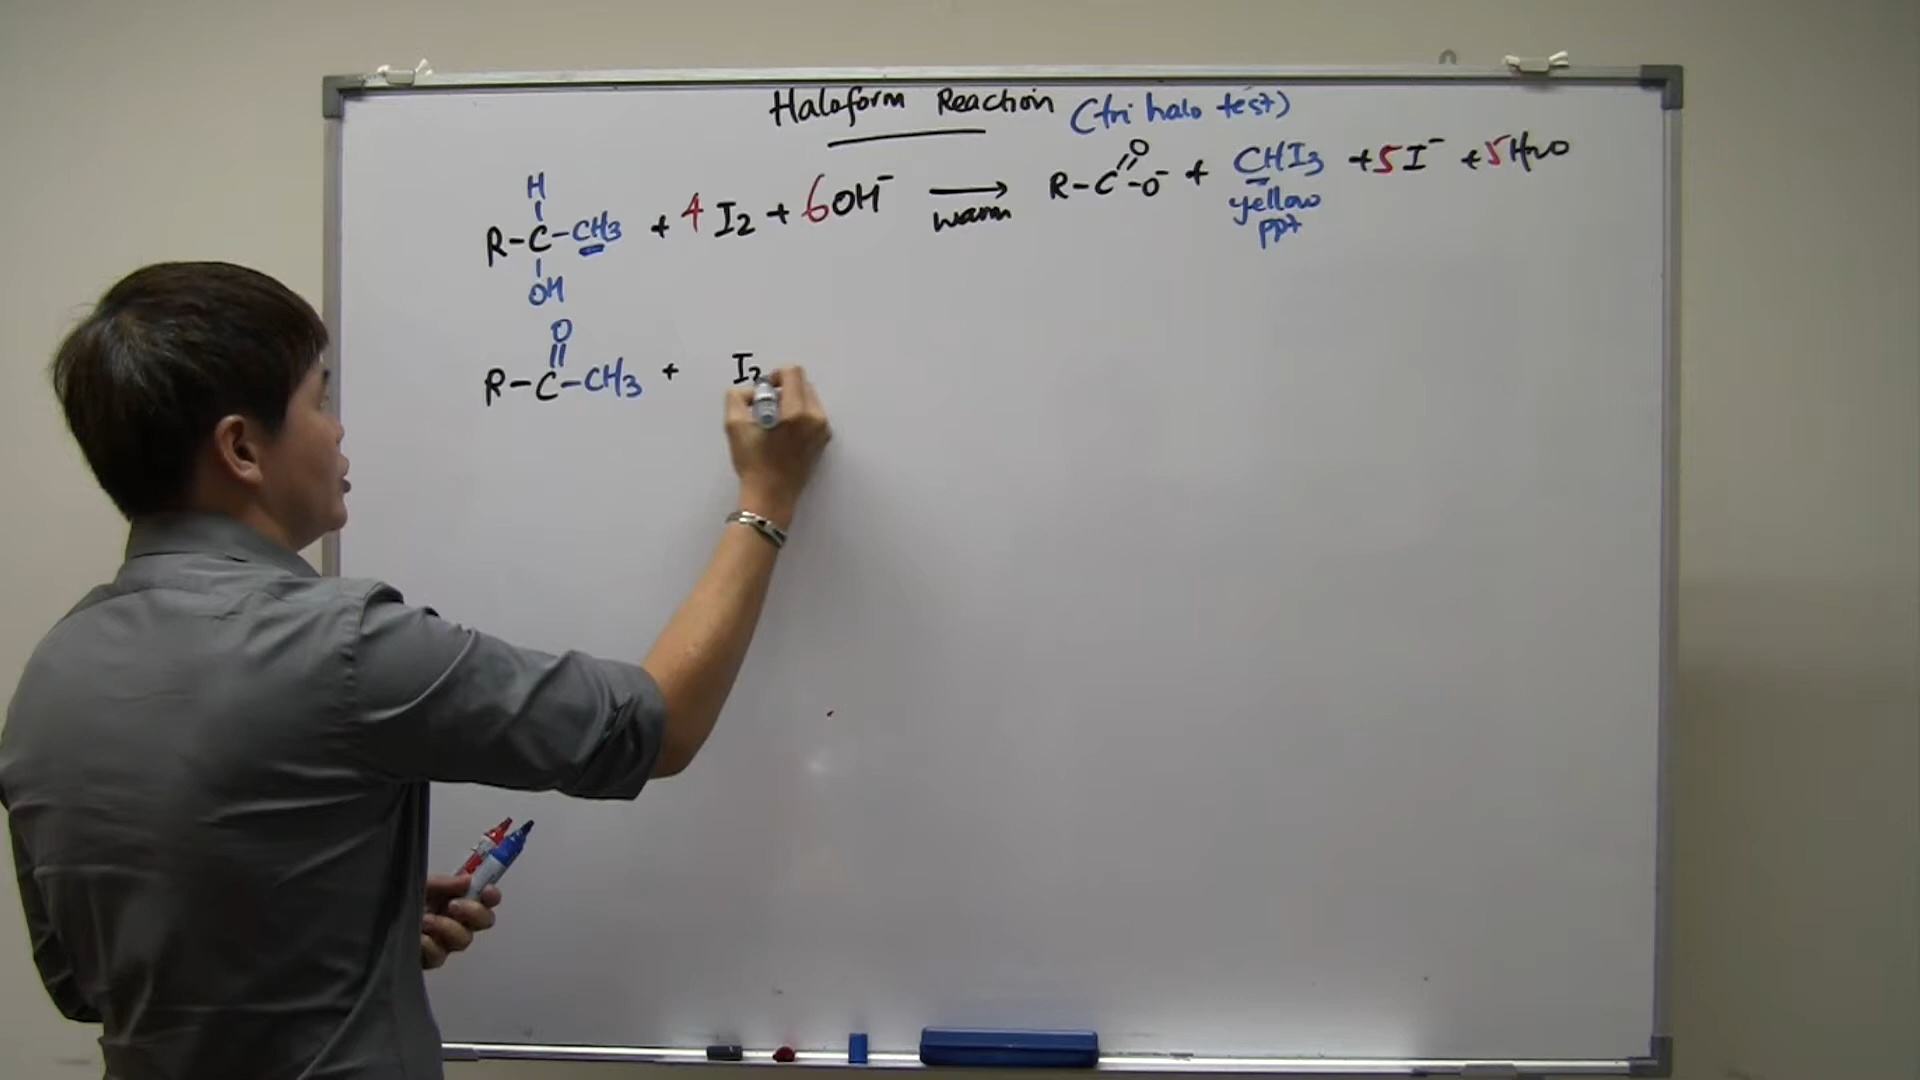 Haloform Reaction (tri halo test)
H
R-C-CH3 + 4 I2 + 6OH⁻ → R-C-O⁻ + CHI3 + 5I⁻ + 5H2O
O
warm
yellow
ppt
OH
O
R-C-CH3 + I2